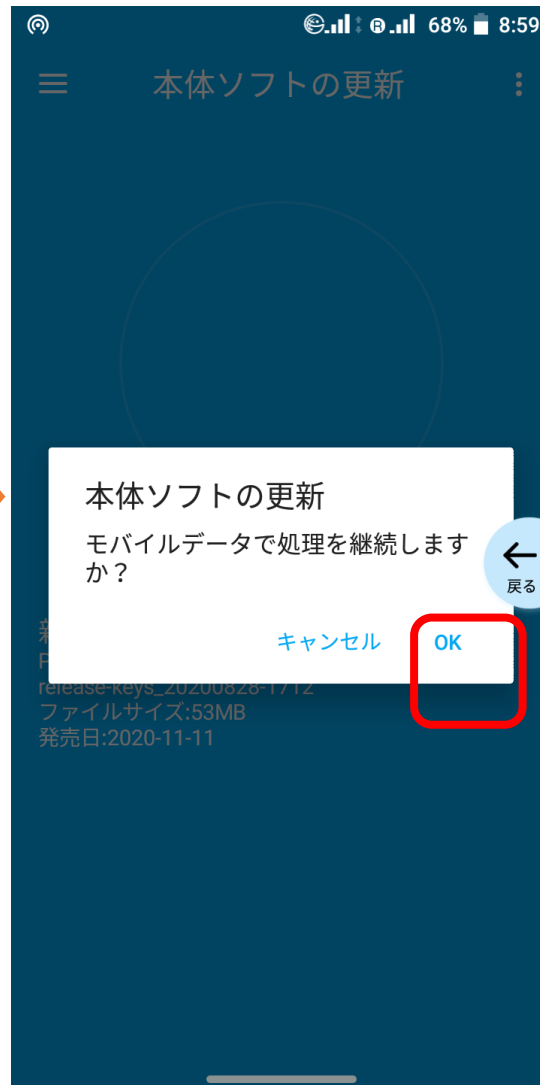 68% 8:59
本体ソフトの更新
本体ソフトの更新
モバイルデータで処理を継続します
か？
戻る
キャンセル OK
release-keys_20200828-1712
ファイルサイズ:53MB
発売日:2020-11-11